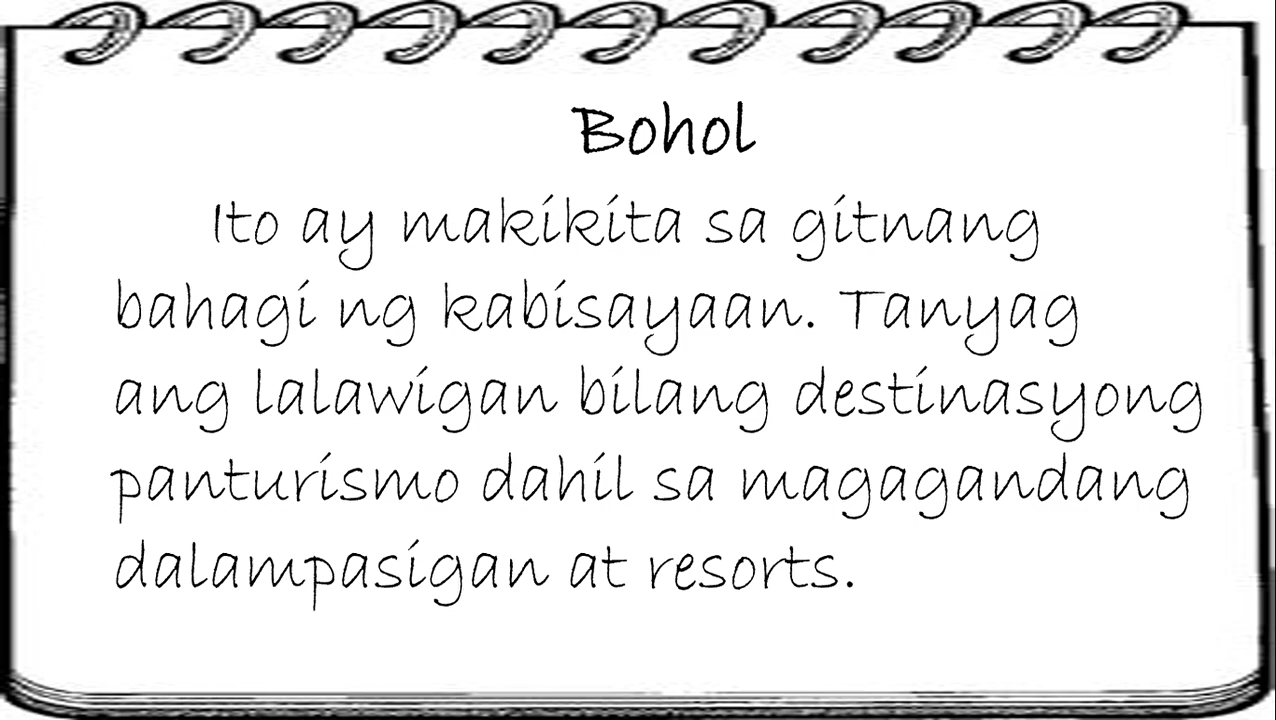 Bohol
Ito ay makikita sa gitnang
bahagi ng kabisayaan. Tanyag
ang lalawigan bilang destinasyong
panturismo dahil sa magagandang
dalampasigan at resorts.